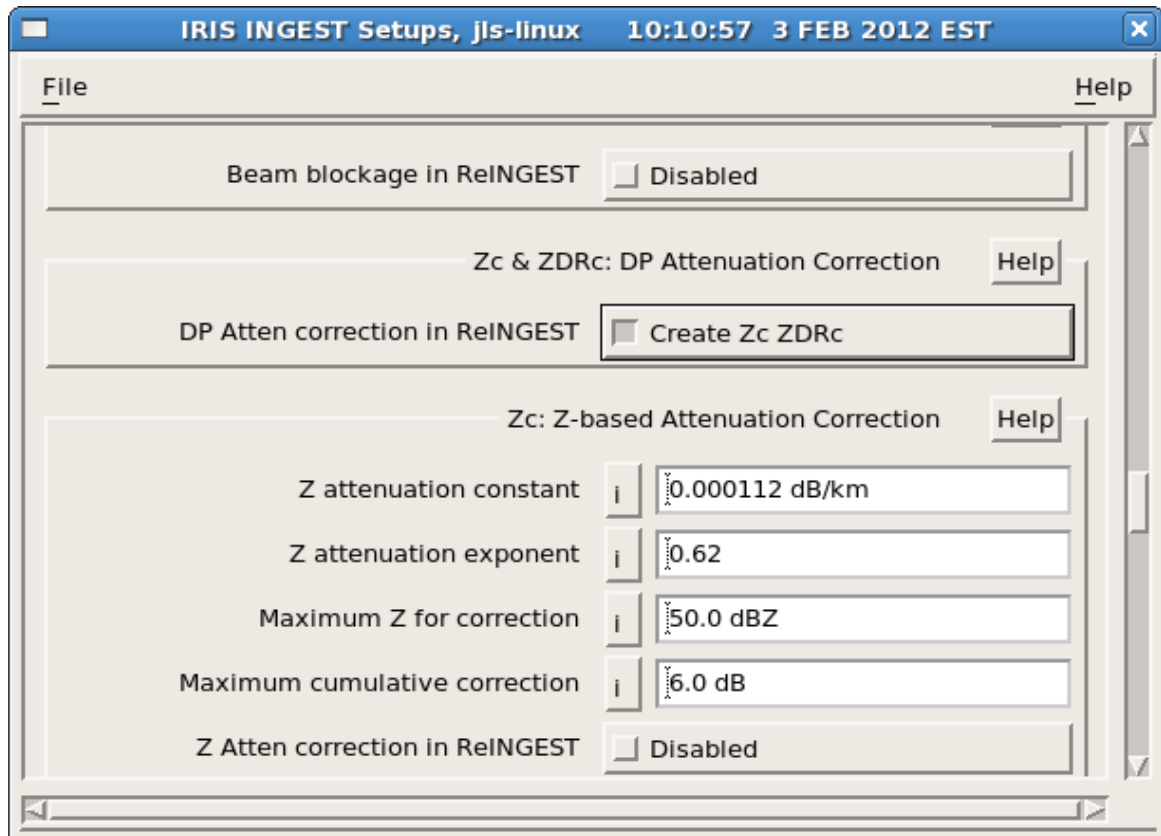 IRIS INGEST Setups, jls-linux 10:10:57 3 FEB 2012 EST
File Help
Beam blockage in ReINGEST Disabled
Zc & ZDRc: DP Attenuation Correction Help
DP Atten correction in ReINGEST Create Zc ZDRc
Zc: Z-based Attenuation Correction Help
Z attenuation constant i 0.000112 dB/km
Z attenuation exponent i 0.62
Maximum Z for correction i 50.0 dBZ
Maximum cumulative correction i 6.0 dB
Z Atten correction in ReINGEST Disabled